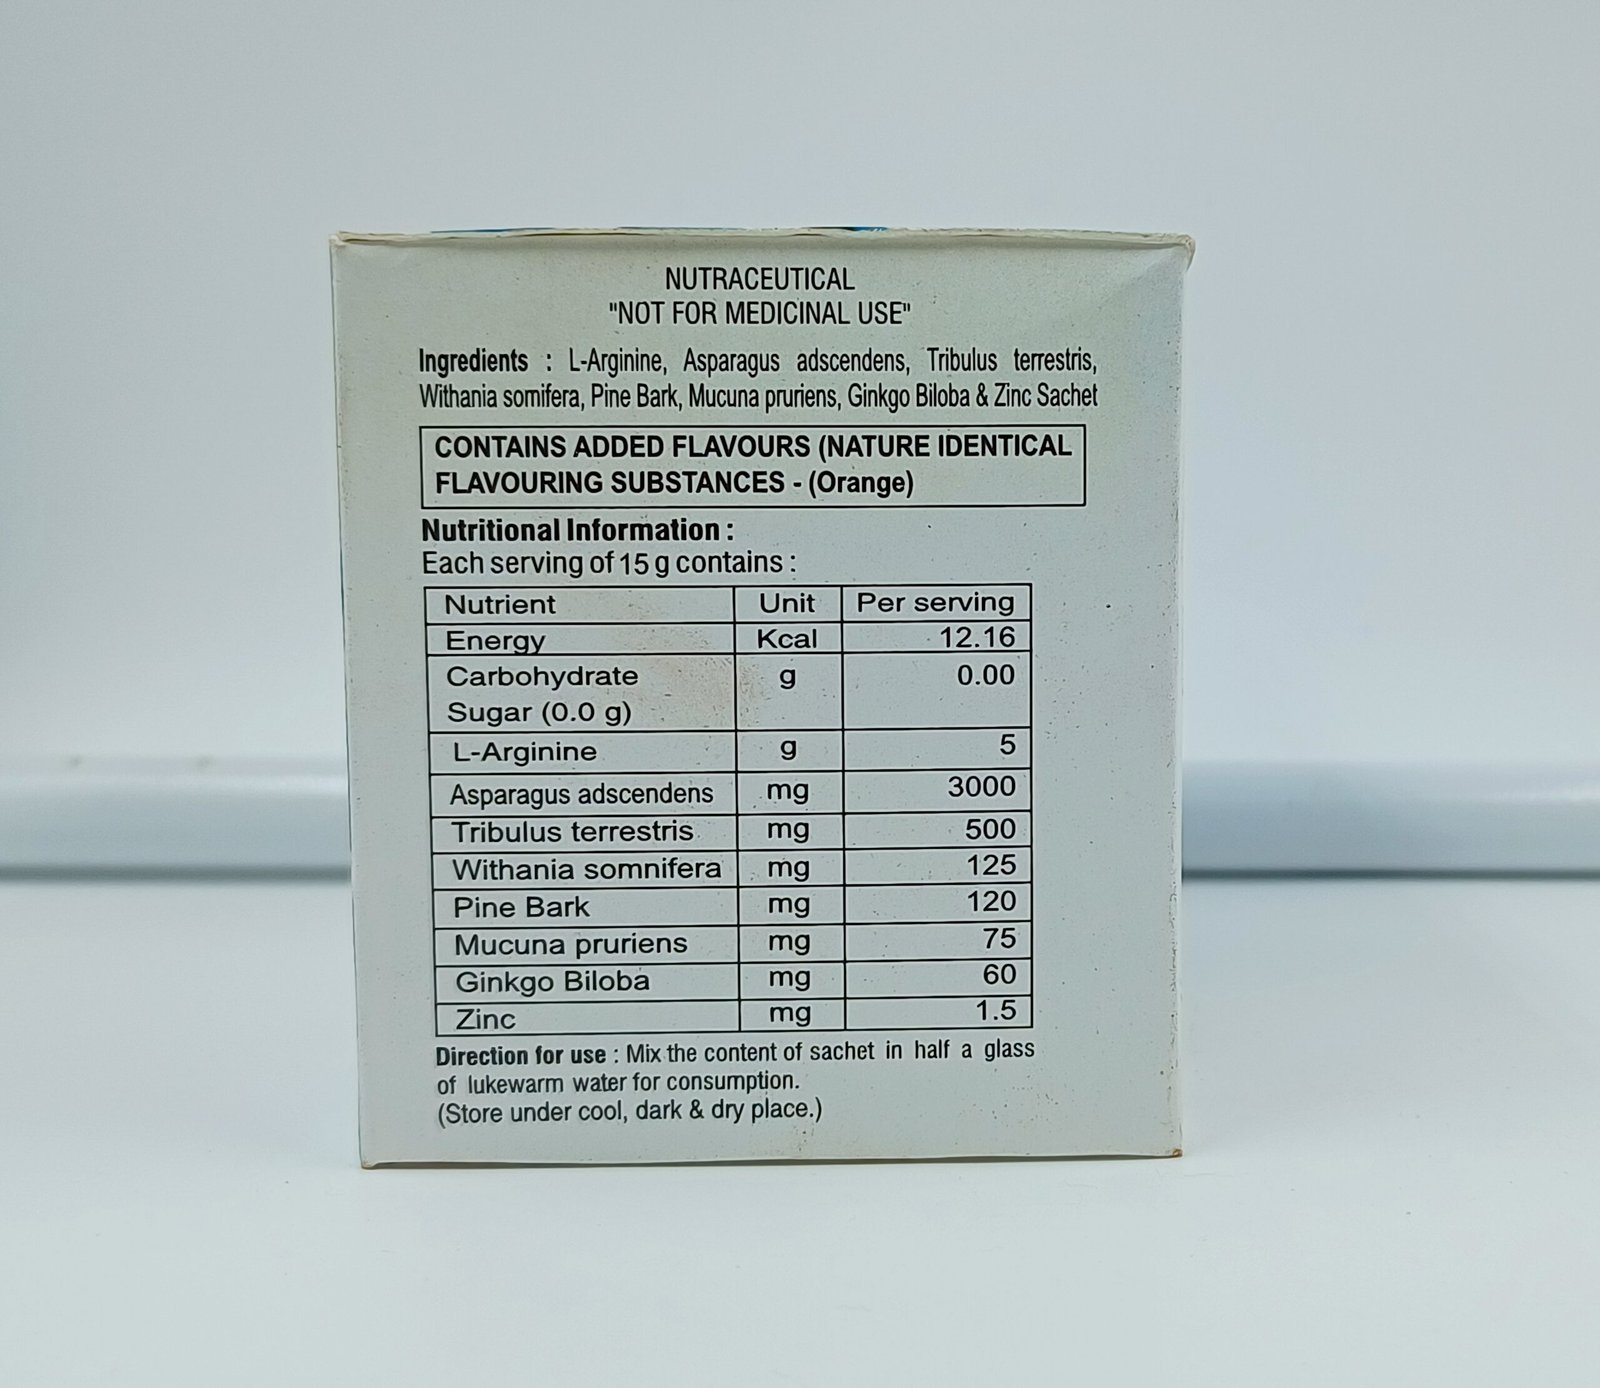 NUTRACEUTICAL
"NOT FOR MEDICINAL USE"
Ingredients : L-Arginine, Asparagus adscendens, Tribulus terrestris,
Withania somifera, Pine Bark, Mucuna pruriens, Ginkgo Biloba & Zinc Sachet
CONTAINS ADDED FLAVOURS (NATURE IDENTICAL
FLAVOURING SUBSTANCES - (Orange)
Nutritional Information :
Each serving of 15 g contains :
Nutrient Unit Per serving
Energy Kcal 12.16
Carbohydrate g 0.00
Sugar (0.0 g)
L-Arginine g 5
Asparagus adscendens mg 3000
Tribulus terrestris mg 500
Withania somnifera mg 125
Pine Bark mg 120
Mucuna pruriens mg 75
Ginkgo Biloba mg 60
Zinc mg 1.5
Direction for use : Mix the content of sachet in half a glass
of lukewarm water for consumption.
(Store under cool, dark & dry place.)